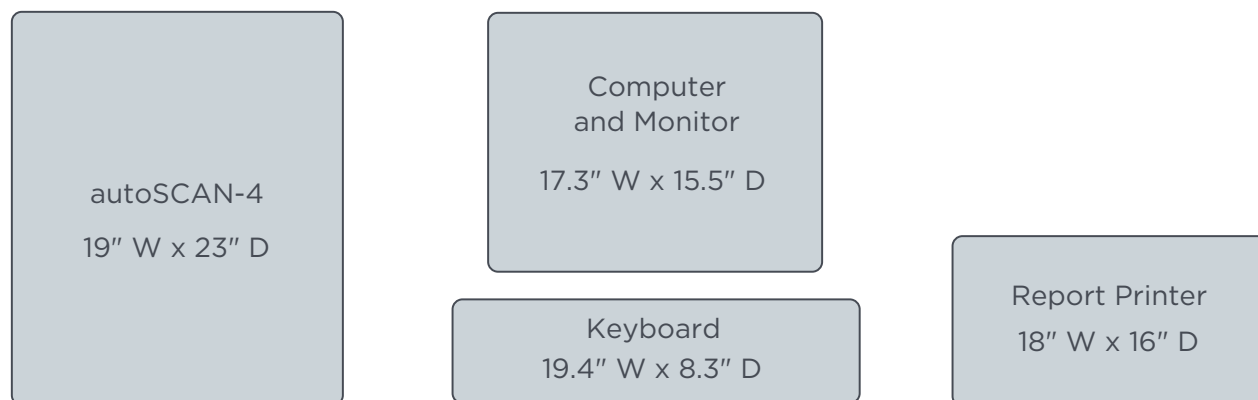 autoSCAN-4
19" W x 23" D
Computer
and Monitor
17.3" W x 15.5" D
Keyboard
19.4" W x 8.3" D
Report Printer
18" W x 16" D